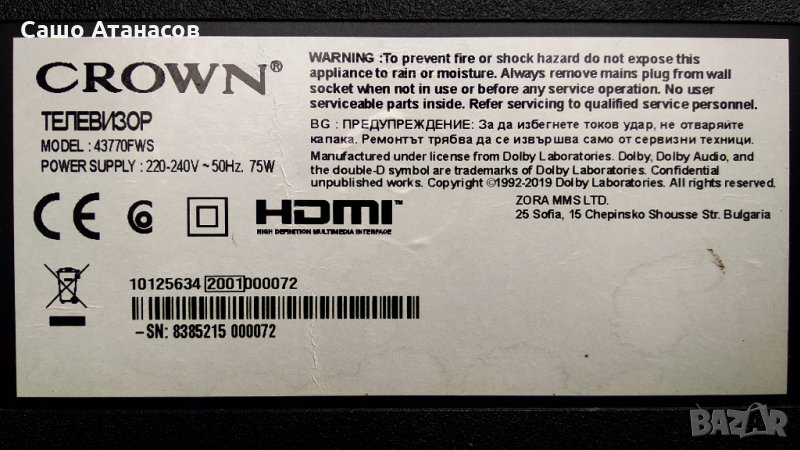 Сашо Атанасов
CROWN®
ТЕЛЕВИЗОР
MODEL : 43770FWS
POWER SUPPLY : 220-240V ~ 50Hz. 75W
WARNING :To prevent fire or shock hazard do not expose this
appliance to rain or moisture. Always remove mains plug from wall
socket when not in use or before any service operation. No user
serviceable parts inside. Refer servicing to qualified service personnel.
BG : ПРЕДУПРЕЖДЕНИЕ: За да избегнете токов удар, не отваряйте
капака. Ремонтът трябва да се извършва само от сервизни техници.
Manufactured under license from Dolby Laboratories. Dolby, Dolby Audio, and
the double-D symbol are trademarks of Dolby Laboratories. Confidential
unpublished works. Copyright ©1992-2019 Dolby Laboratories. All rights reserved.
ZORA MMS LTD.
25 Sofia, 15 Chepinsko Shousse Str. Bulgaria
CE
HDMI™
HIGH DEFINITION MULTIMEDIA INTERFACE
10125634 2001000072
-SN: 8385215 000072
BAZAR